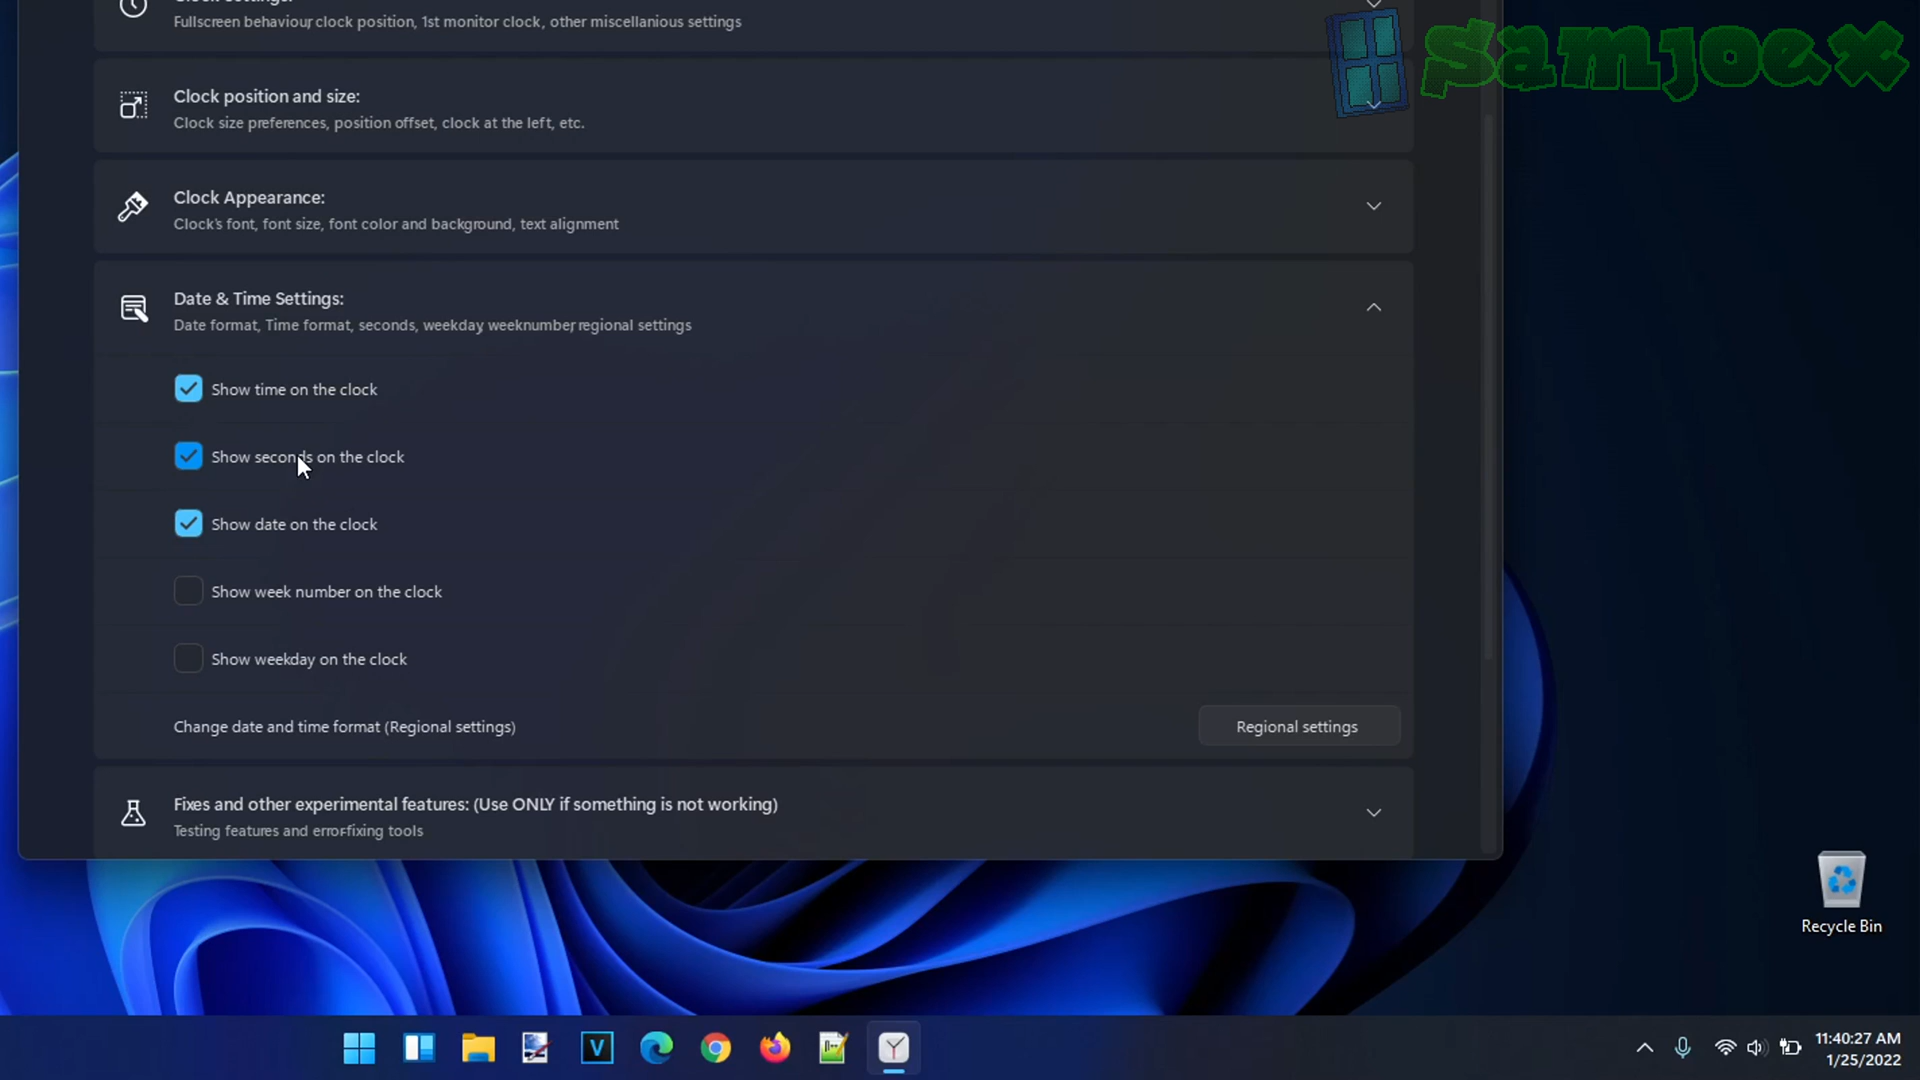 Clock settings:
Fullscreen behaviour, clock position, 1st monitor clock, other miscellanious settings
Samjoex
Clock position and size:
Clock size preferences, position offset, clock at the left, etc.
Clock Appearance:
Clock's font, font size, font color and background, text alignment
Date & Time Settings:
Date format, Time format, seconds, weekday, weeknumber, regional settings
Show time on the clock
Show seconds on the clock
Show date on the clock
Show week number on the clock
Show weekday on the clock
Change date and time format (Regional settings)
Regional settings
Fixes and other experimental features: (Use ONLY if something is not working)
Testing features and error-fixing tools
Recycle Bin
V
11:40:27 AM
1/25/2022